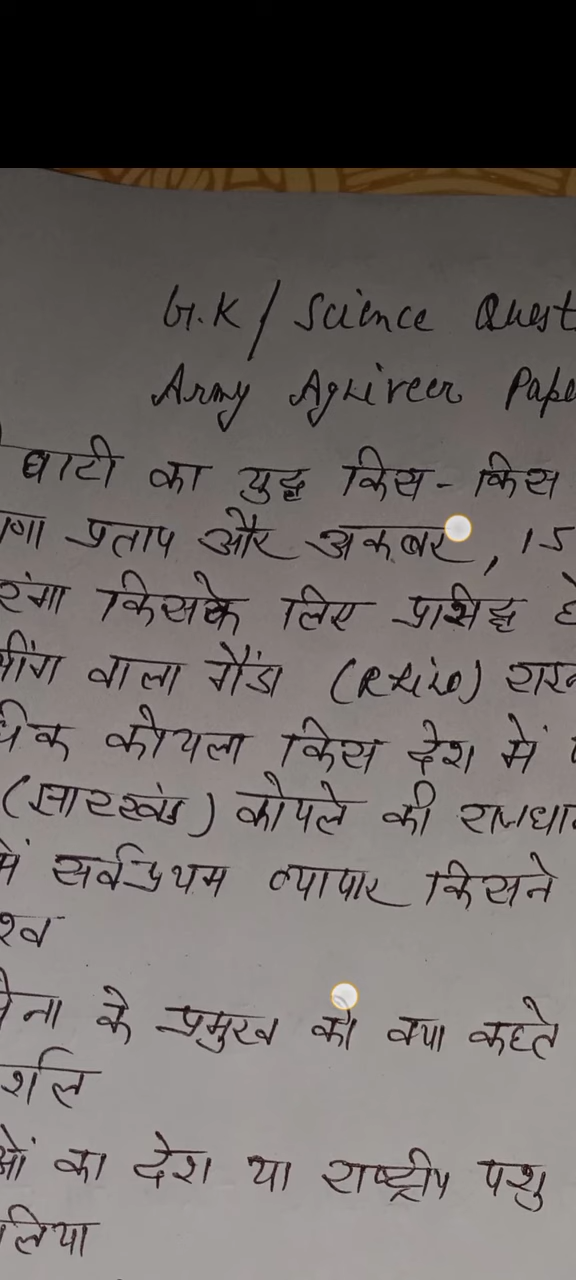 G.K / Science Quest
Army Agniveer Pape
घाटी का युद्ध किस - किस
णा प्रताप और अकबर, 15
रंगा किसके लिए प्रसिद्ध है
सींग वाला गैंडा (Rhino)
धिक कोयला किस देश में
(झारखंड) कोयले की राजधान
में सर्वप्रथम व्यापार किसने
रब
सेना के प्रमुख को क्या कहते
र्शल
ओं का देश या राष्ट्रीय पशु
लिया